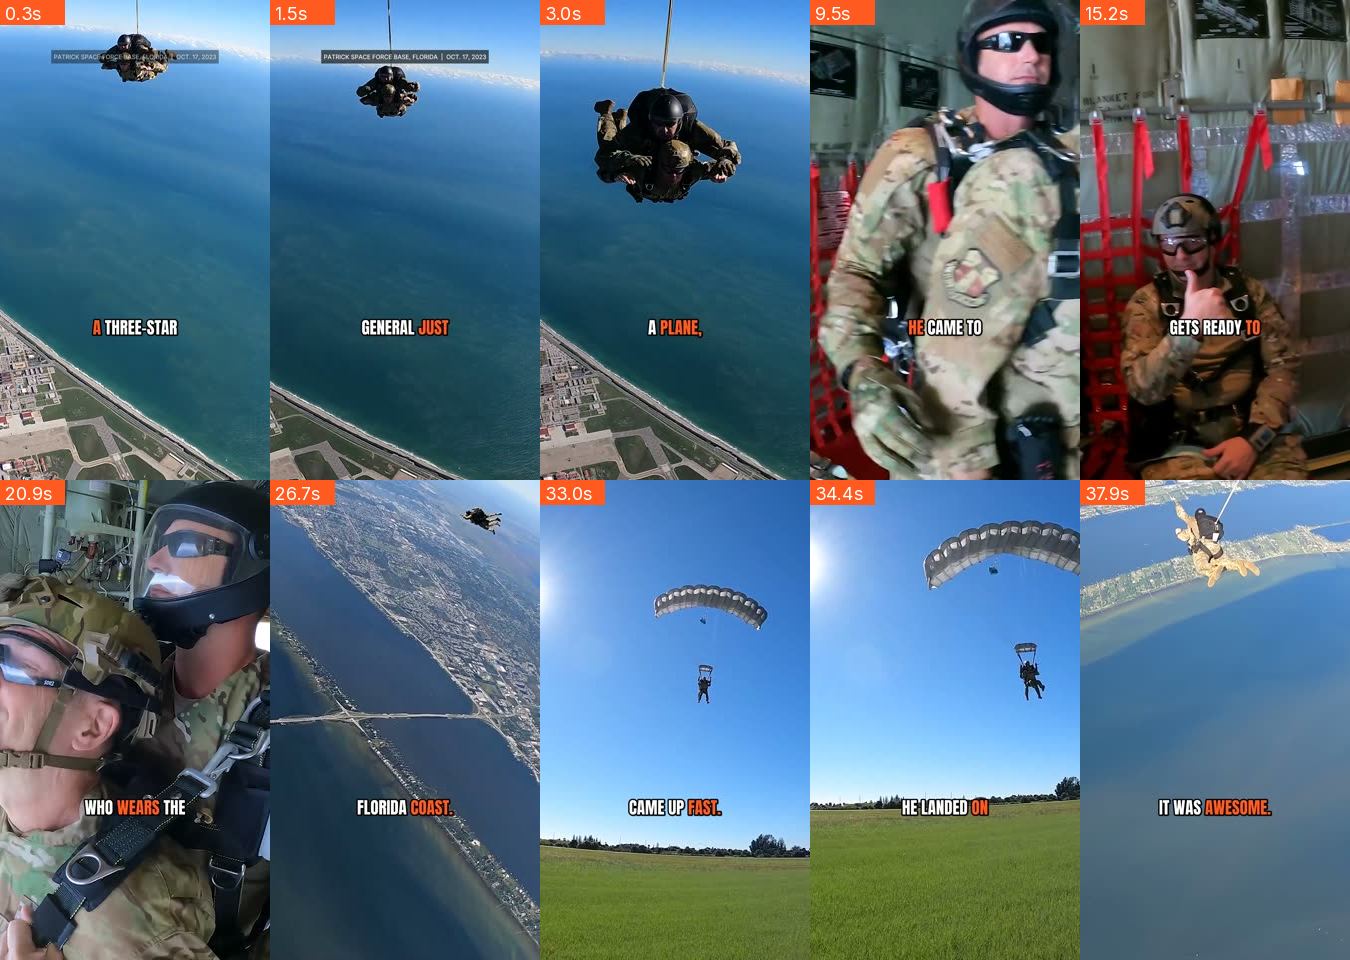 0.3s
PATRICK SPACE FORCE BASE, FLORIDA | OCT. 17, 2023
A THREE-STAR
1.5s
PATRICK SPACE FORCE BASE, FLORIDA | OCT. 17, 2023
GENERAL JUST
3.0s
A PLANE,
9.5s
HE CAME TO
15.2s
BLANKET FOR
GETS READY TO
20.9s
WHO WEARS THE
26.7s
FLORIDA COAST.
33.0s
CAME UP FAST.
34.4s
HE LANDED ON
37.9s
IT WAS AWESOME.